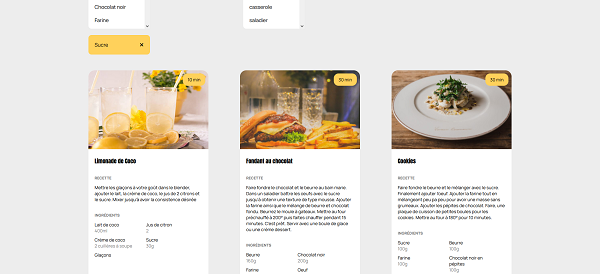 Chocolat noir
casserole
Farine
saladier
Sucre ×
10 min
30 min
30 min
Limonade de Coco
RECETTE
Mettre les glaçons à votre goût dans le blender,
ajouter le lait, la crème de coco, le jus de 2 citrons et
le sucre. Mixer jusqu'à avoir la consistence désirée
INGRÉDIENTS
Lait de coco Jus de citron
400ml 2
Crème de coco Sucre
2 cuillères à soupe 30g
Glaçons
Fondant au chocolat
RECETTE
Faire fondre le chocolat et le beurre au bain marie.
Dans un saladier battre les oeufs avec le sucre
jusqu'à obtenir une texture de type mousse. Ajouter
la farine ainsi que le mélange de beurre et chocolat
fondu. Beurrez le moule à gateaux. Mettre au four
préchauffé à 200° puis faites chauffer pendant 15
minutes. C'est prêt. Servir avec une boule de glace
ou une crème dessert.
INGRÉDIENTS
Beurre Chocolat noir
160g 200g
Farine Oeuf
Cookies
RECETTE
Faire fondre le beurre et le mélanger avec le sucre.
Finalement ajouter l'oeuf. Ajouter la farine tout en
mélangeant peu à peu pour avoir une masse sans
grumeaux. Ajouter les pépites de chocolat. Faire, une
plaque de cuisson de petites boules pour les
cookies. Mettre au four à 180° pour 10 minutes.
INGRÉDIENTS
Sucre Beurre
100g 100g
Farine Chocolat noir en
100g pépites
100g